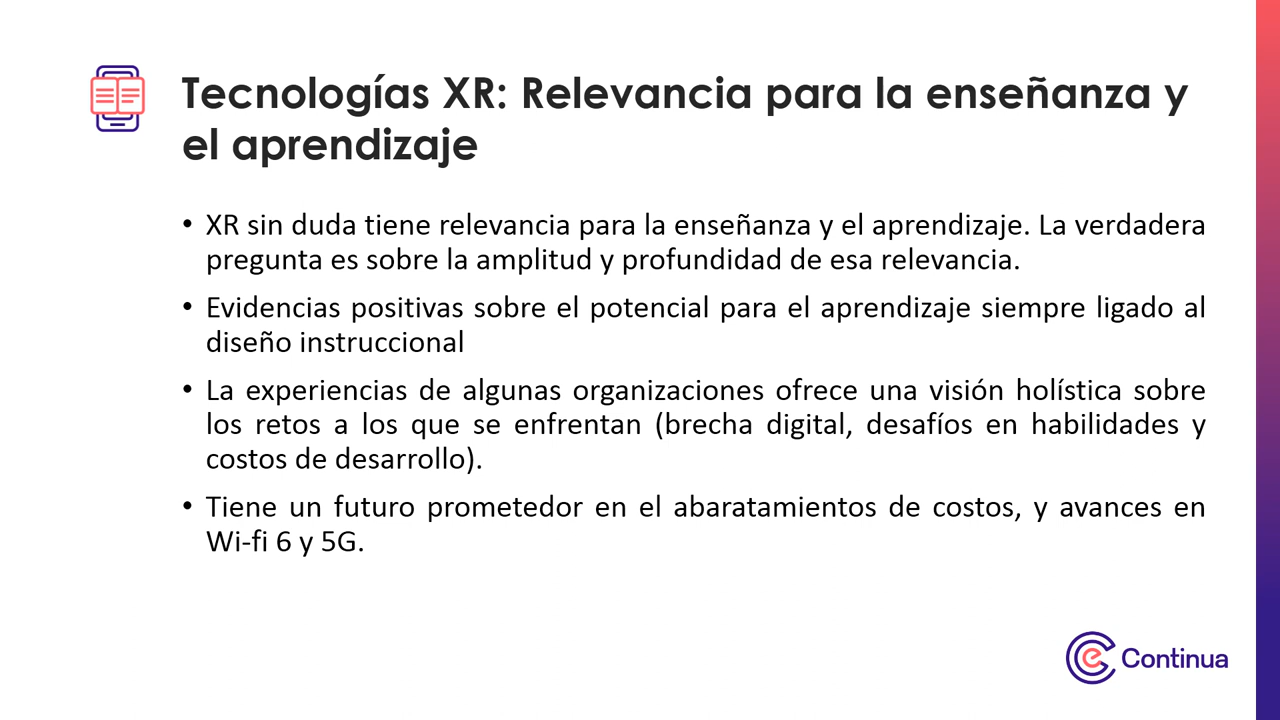 Tecnologías XR: Relevancia para la enseñanza y
el aprendizaje
• XR sin duda tiene relevancia para la enseñanza y el aprendizaje. La verdadera
pregunta es sobre la amplitud y profundidad de esa relevancia.
• Evidencias positivas sobre el potencial para el aprendizaje siempre ligado al
diseño instruccional
• La experiencias de algunas organizaciones ofrece una visión holística sobre
los retos a los que se enfrentan (brecha digital, desafíos en habilidades y
costos de desarrollo).
• Tiene un futuro prometedor en el abaratamientos de costos, y avances en
Wi-fi 6 y 5G.
Continua